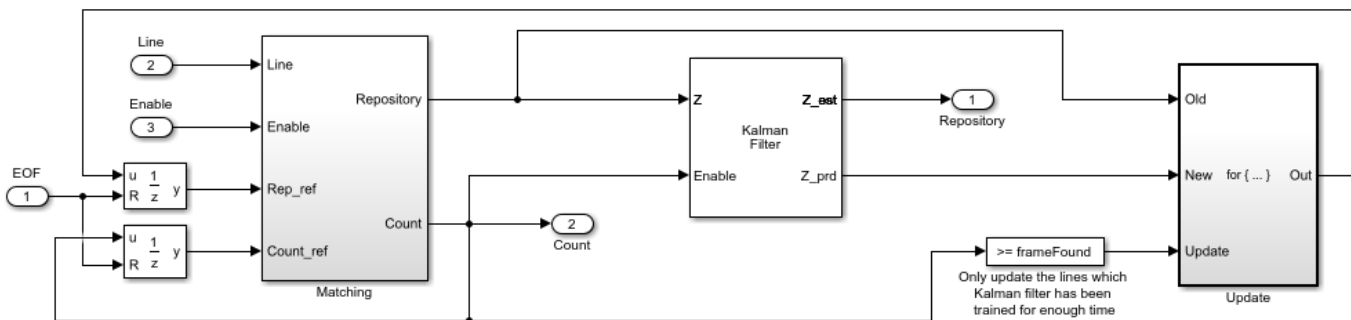 Line
2
Enable
3
EOF
1
u
R
1
z
y
u
R
1
z
y
Line
Enable
Rep_ref
Count_ref
Repository
Count
Matching
2
Count
Z
Enable
Kalman
Filter
Z_est
Z_prd
1
Repository
>= frameFound
Only update the lines which
Kalman filter has been
trained for enough time
Old
New
Update
for { ... }
Out
Update